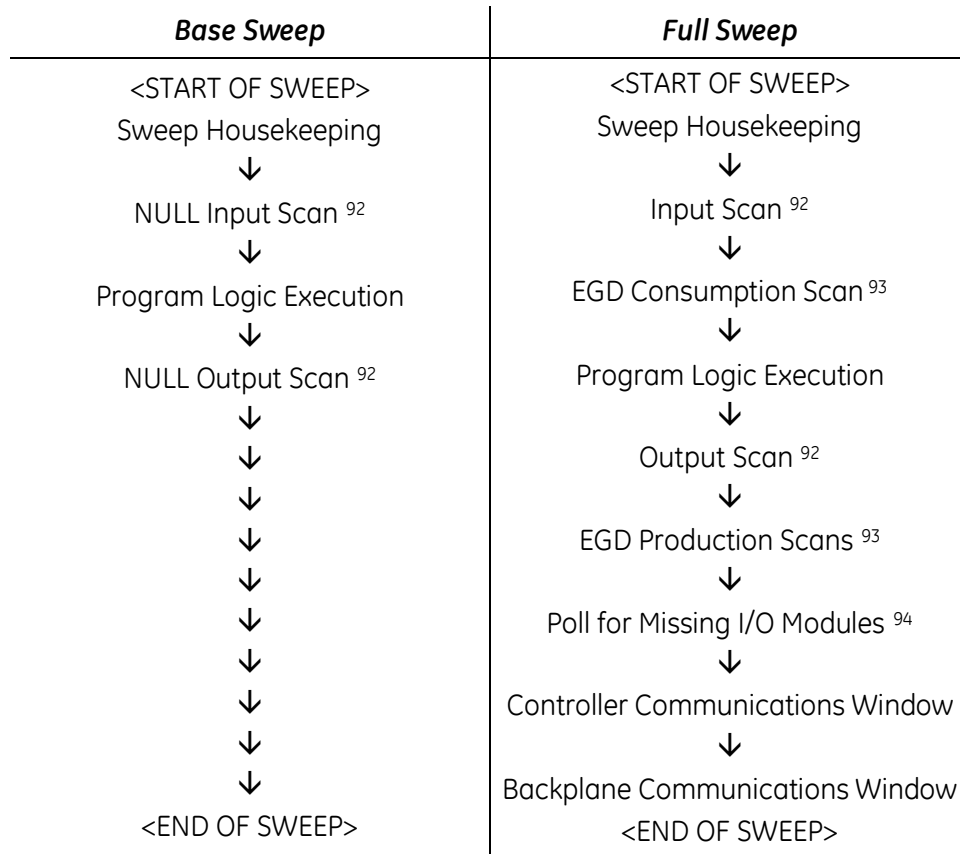 Base Sweep
Full Sweep
<START OF SWEEP>
Sweep Housekeeping
↓
NULL Input Scan 92
↓
Program Logic Execution
↓
NULL Output Scan 92
↓
↓
↓
↓
↓
↓
↓
↓
↓
↓
<END OF SWEEP>
<START OF SWEEP>
Sweep Housekeeping
↓
Input Scan 92
↓
EGD Consumption Scan 93
↓
Program Logic Execution
↓
Output Scan 92
↓
EGD Production Scans 93
↓
Poll for Missing I/O Modules 94
↓
Controller Communications Window
↓
Backplane Communications Window
<END OF SWEEP>